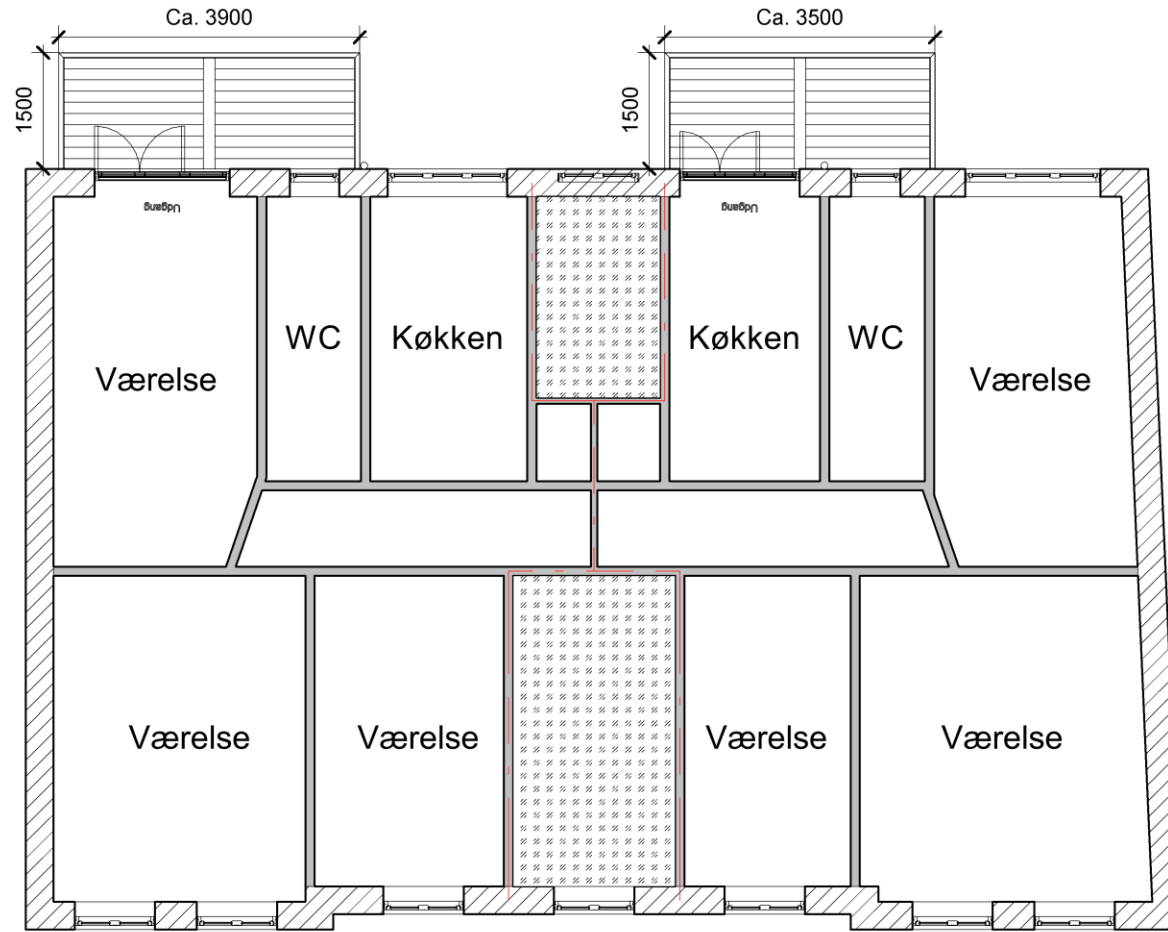 Ca. 3900
Ca. 3500
1500
1500
Udgang
Udgang
WC
Køkken
Køkken
WC
Værelse
Værelse
Værelse
Værelse
Værelse
Værelse